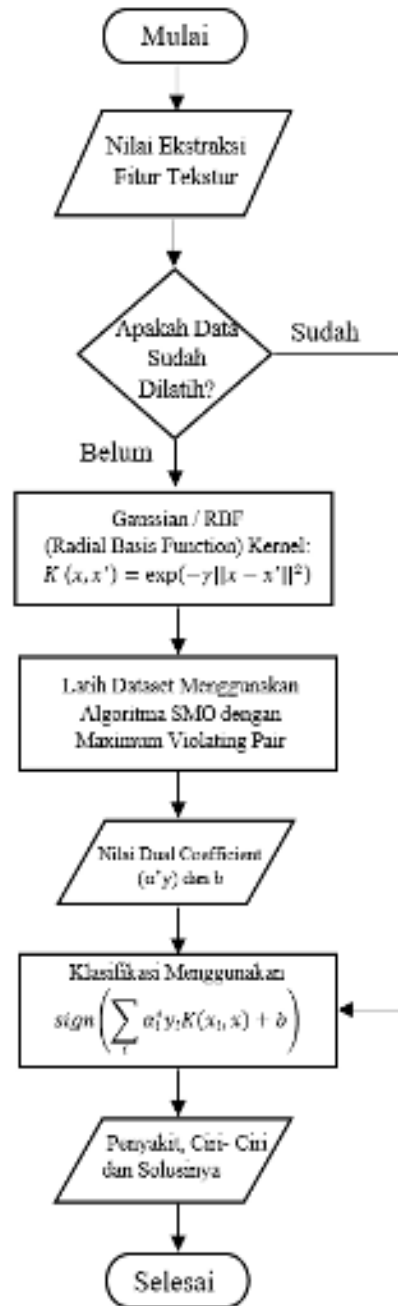 Mulai
Nilai Ekstraksi
Fitur Tekstur
Apakah Data
Sudah
Dilatih?
Sudah
Belum
Gaussian / RBF
(Radial Basis Function) Kernel:
K (x, x') = exp(−γ||x − x'||²)
Latih Dataset Menggunakan
Algoritma SMO dengan
Maximum Violating Pair
Nilai Dual Coefficient
(α*y) dan b
Klasifikasi Menggunakan
sign(∑ᵢ αᵢ*yᵢK(xᵢ, x) + b)
Penyakit, Ciri- Ciri
dan Solusinya
Selesai